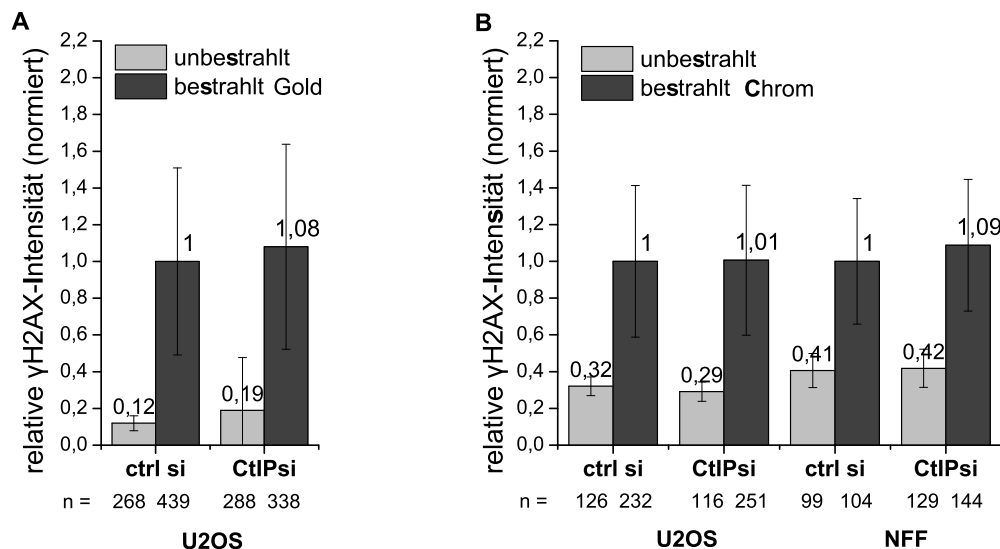 A
relative γH2AX-Intensität (normiert)
2,2
2,0
1,8
1,6
1,4
1,2
1,0
0,8
0,6
0,4
0,2
0,0
unbestrahlt
bestrahlt Gold
0,12
1
0,19
1,08
ctrl si CtIPsi
n = 268 439 288 338
U2OS
B
relative γH2AX-Intensität (normiert)
2,2
2,0
1,8
1,6
1,4
1,2
1,0
0,8
0,6
0,4
0,2
0,0
unbestrahlt
bestrahlt Chrom
0,32
1
0,29
1,01
0,41
1
0,42
1,09
ctrl si CtIPsi ctrl si CtIPsi
n = 126 232 116 251 99 104 129 144
U2OS NFF